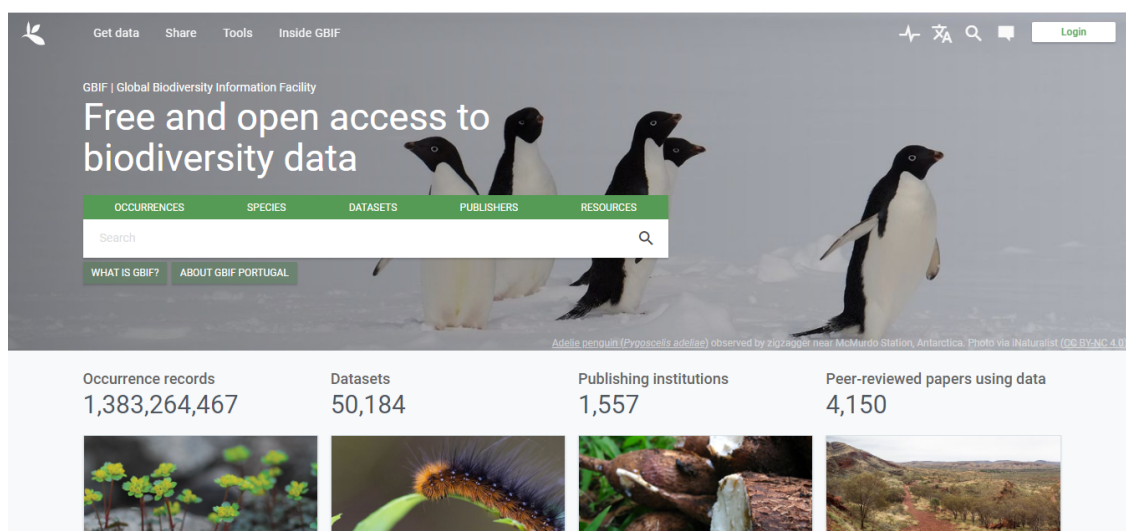 Get data Share Tools Inside GBIF Login
GBIF | Global Biodiversity Information Facility
Free and open access to
biodiversity data
OCCURRENCES SPECIES DATASETS PUBLISHERS RESOURCES
Search
WHAT IS GBIF? ABOUT GBIF PORTUGAL
Adelie penguin (Pygoscelis adeliae) observed by zigzagger near McMurdo Station, Antarctica. Photo via iNaturalist (CC BY-NC 4.0)
Occurrence records Datasets Publishing institutions Peer-reviewed papers using data
1,383,264,467 50,184 1,557 4,150